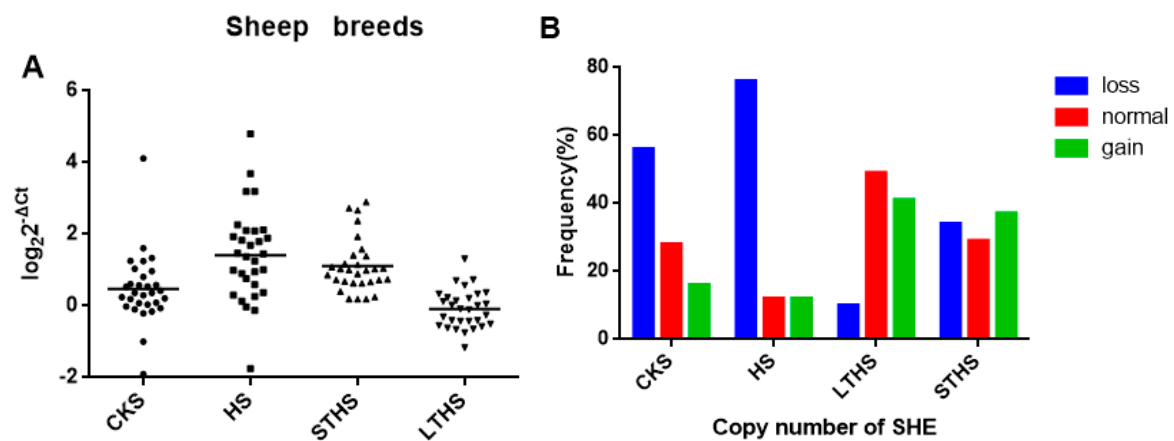 Sheep breeds
A
6
4
2
0
-2
log₂2⁻ΔCt
CKS
HS
STHS
LTHS
B
80
60
40
20
0
Frequency(%)
CKS
HS
LTHS
STHS
Copy number of SHE
loss
normal
gain